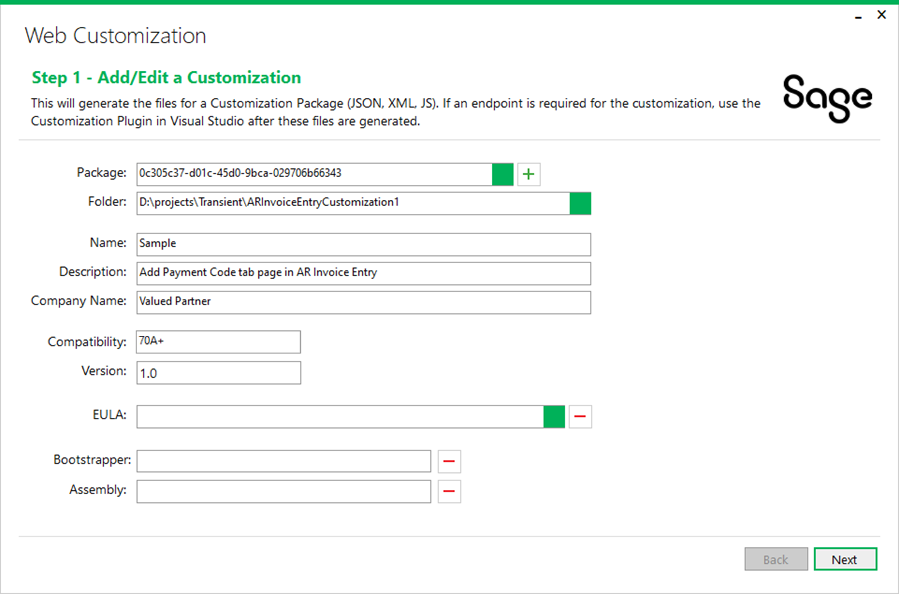 Web Customization
Step 1 - Add/Edit a Customization
This will generate the files for a Customization Package (JSON, XML, JS). If an endpoint is required for the customization, use the
Customization Plugin in Visual Studio after these files are generated.
Sage
Package: 0c305c37-d01c-45d0-9bca-029706b66343
Folder: D:\projects\Transient\ARInvoiceEntryCustomization1
Name: Sample
Description: Add Payment Code tab page in AR Invoice Entry
Company Name: Valued Partner
Compatibility: 70A+
Version: 1.0
EULA:
Bootstrapper:
Assembly:
Back Next